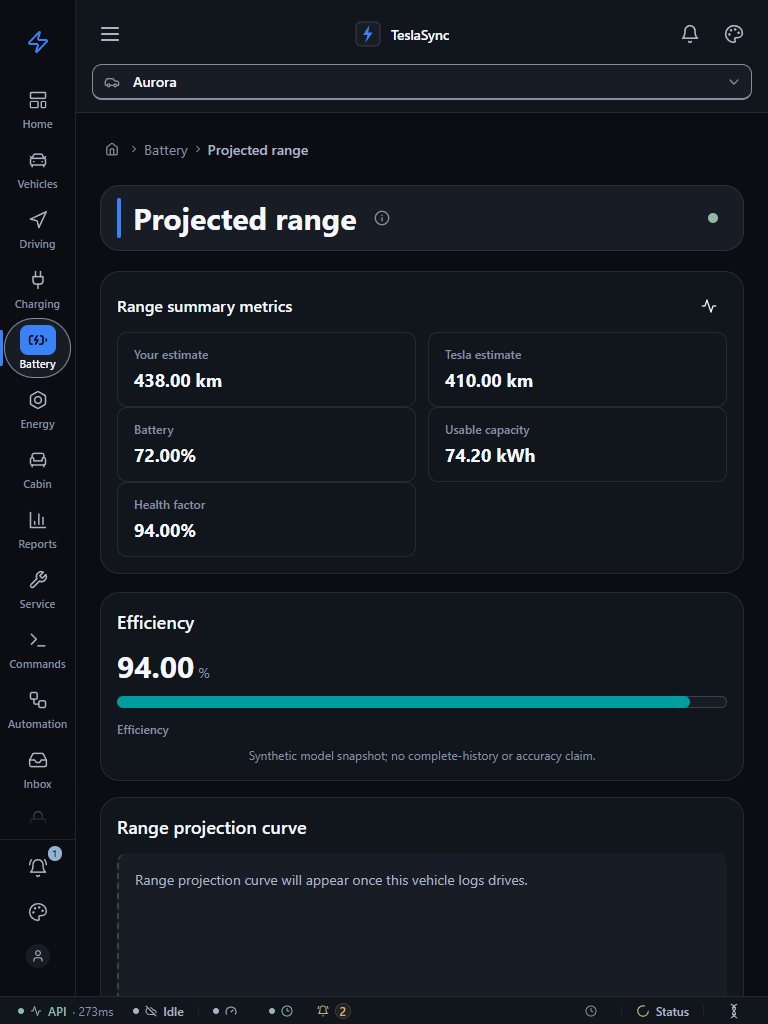 TeslaSync
Aurora
Home
Vehicles
Driving
Charging
Battery
Energy
Cabin
Reports
Service
Commands
Automation
Inbox
1
Battery
Projected range
Projected range
Range summary metrics
Your estimate
438.00 km
Tesla estimate
410.00 km
Battery
72.00%
Usable capacity
74.20 kWh
Health factor
94.00%
Efficiency
94.00 %
Efficiency
Synthetic model snapshot; no complete-history or accuracy claim.
Range projection curve
Range projection curve will appear once this vehicle logs drives.
API · 273ms
Idle
2
Status